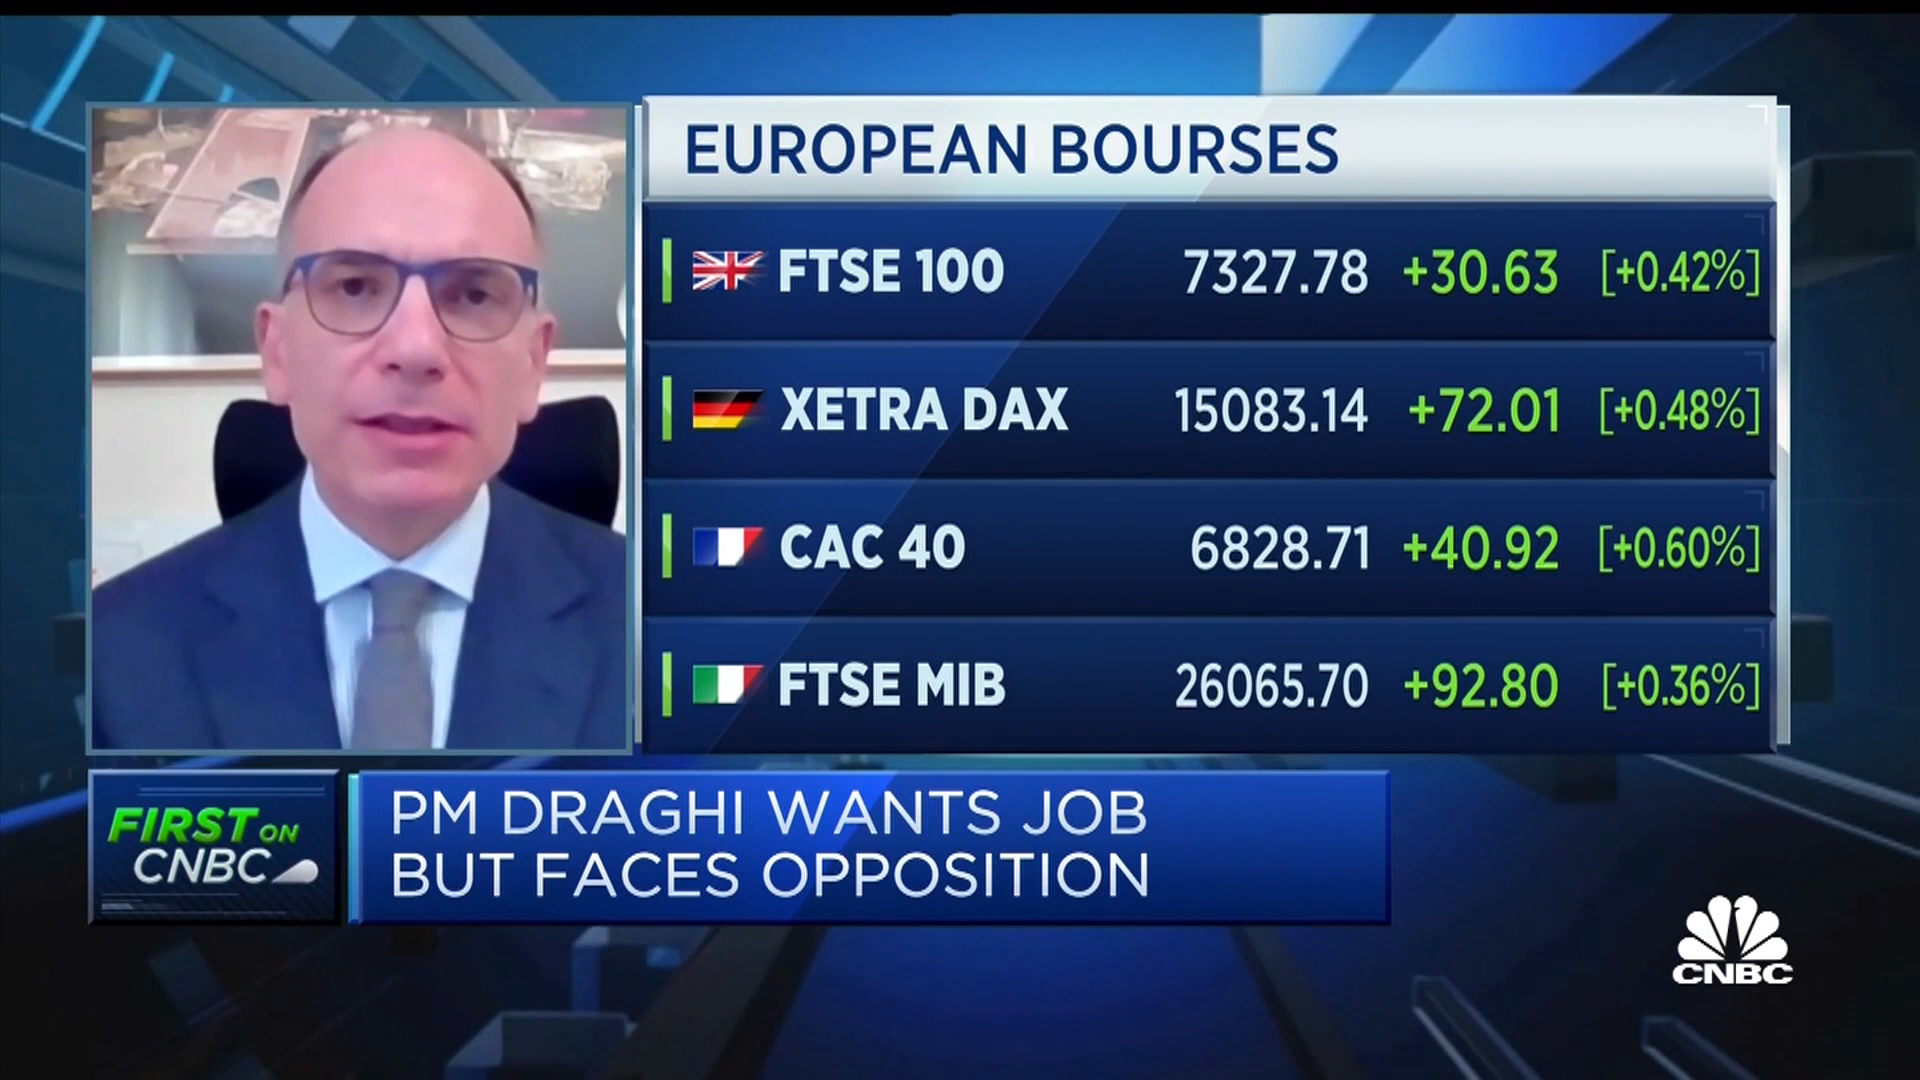 EUROPEAN BOURSES
FTSE 100 7327.78 +30.63 [+0.42%]
XETRA DAX 15083.14 +72.01 [+0.48%]
CAC 40 6828.71 +40.92 [+0.60%]
FTSE MIB 26065.70 +92.80 [+0.36%]
FIRST ON
CNBC
PM DRAGHI WANTS JOB
BUT FACES OPPOSITION
CNBC